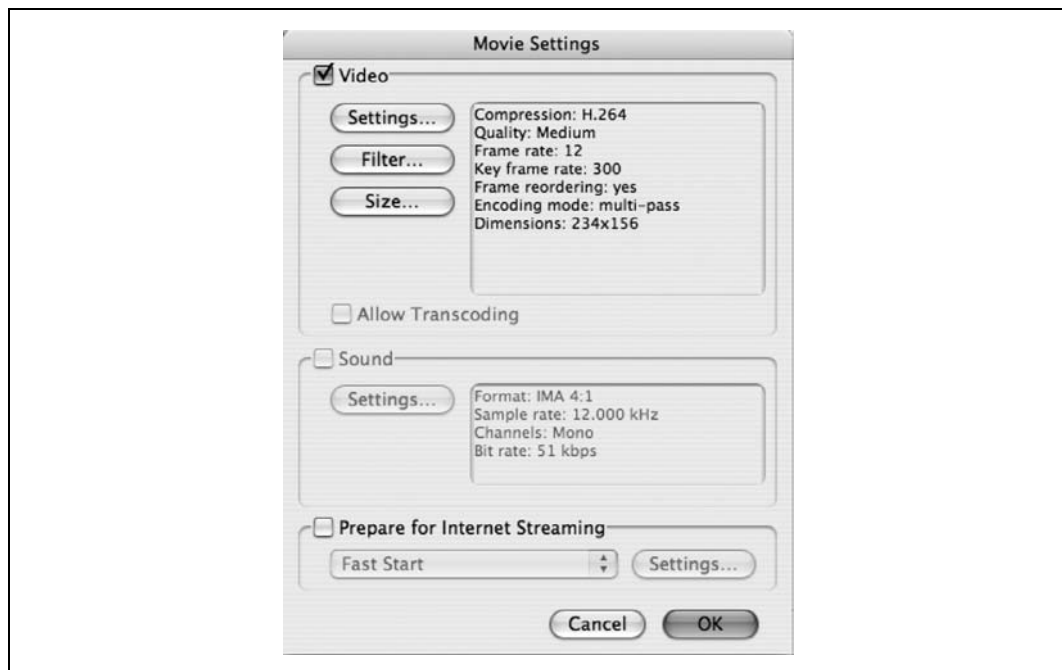 Movie Settings
Video
Settings...
Filter...
Size...
Compression: H.264
Quality: Medium
Frame rate: 12
Key frame rate: 300
Frame reordering: yes
Encoding mode: multi-pass
Dimensions: 234x156
Allow Transcoding
Sound
Settings...
Format: IMA 4:1
Sample rate: 12.000 kHz
Channels: Mono
Bit rate: 51 kbps
Prepare for Internet Streaming
Fast Start
Settings...
Cancel
OK